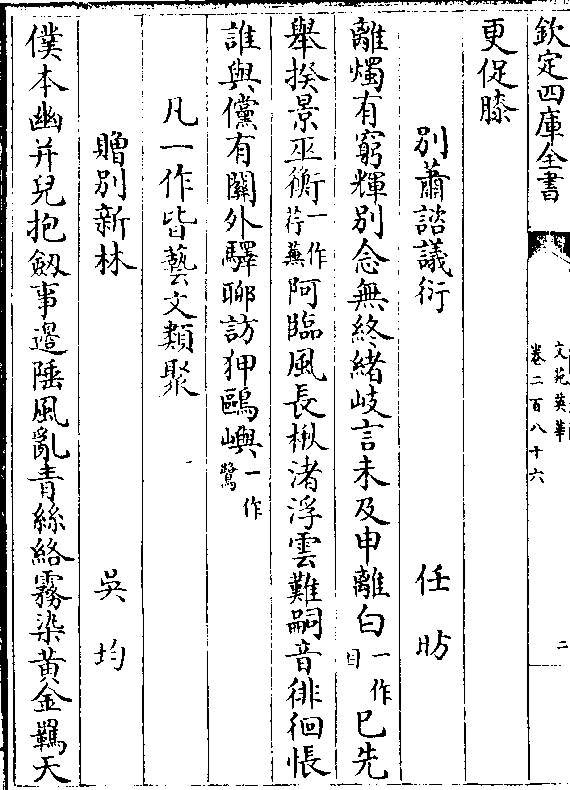 欽定四庫全書
文苑英華
卷二百八十六
二
更促膝
別蕭諮議衍 任昉
離燭有窮輝別念無終緒岐言未及申離白一作目已先
舉揆景巫衡一作荇蕪阿臨風長楸渚浮雲難嗣音徘徊悵
誰與儻有關外驛聊訪狎鷗嶼一作鷺
凡一作皆藝文類聚
贈別新林 吳均
僕本幽并兒抱劔事邊陲風亂青絲絡霧染黃金羈天